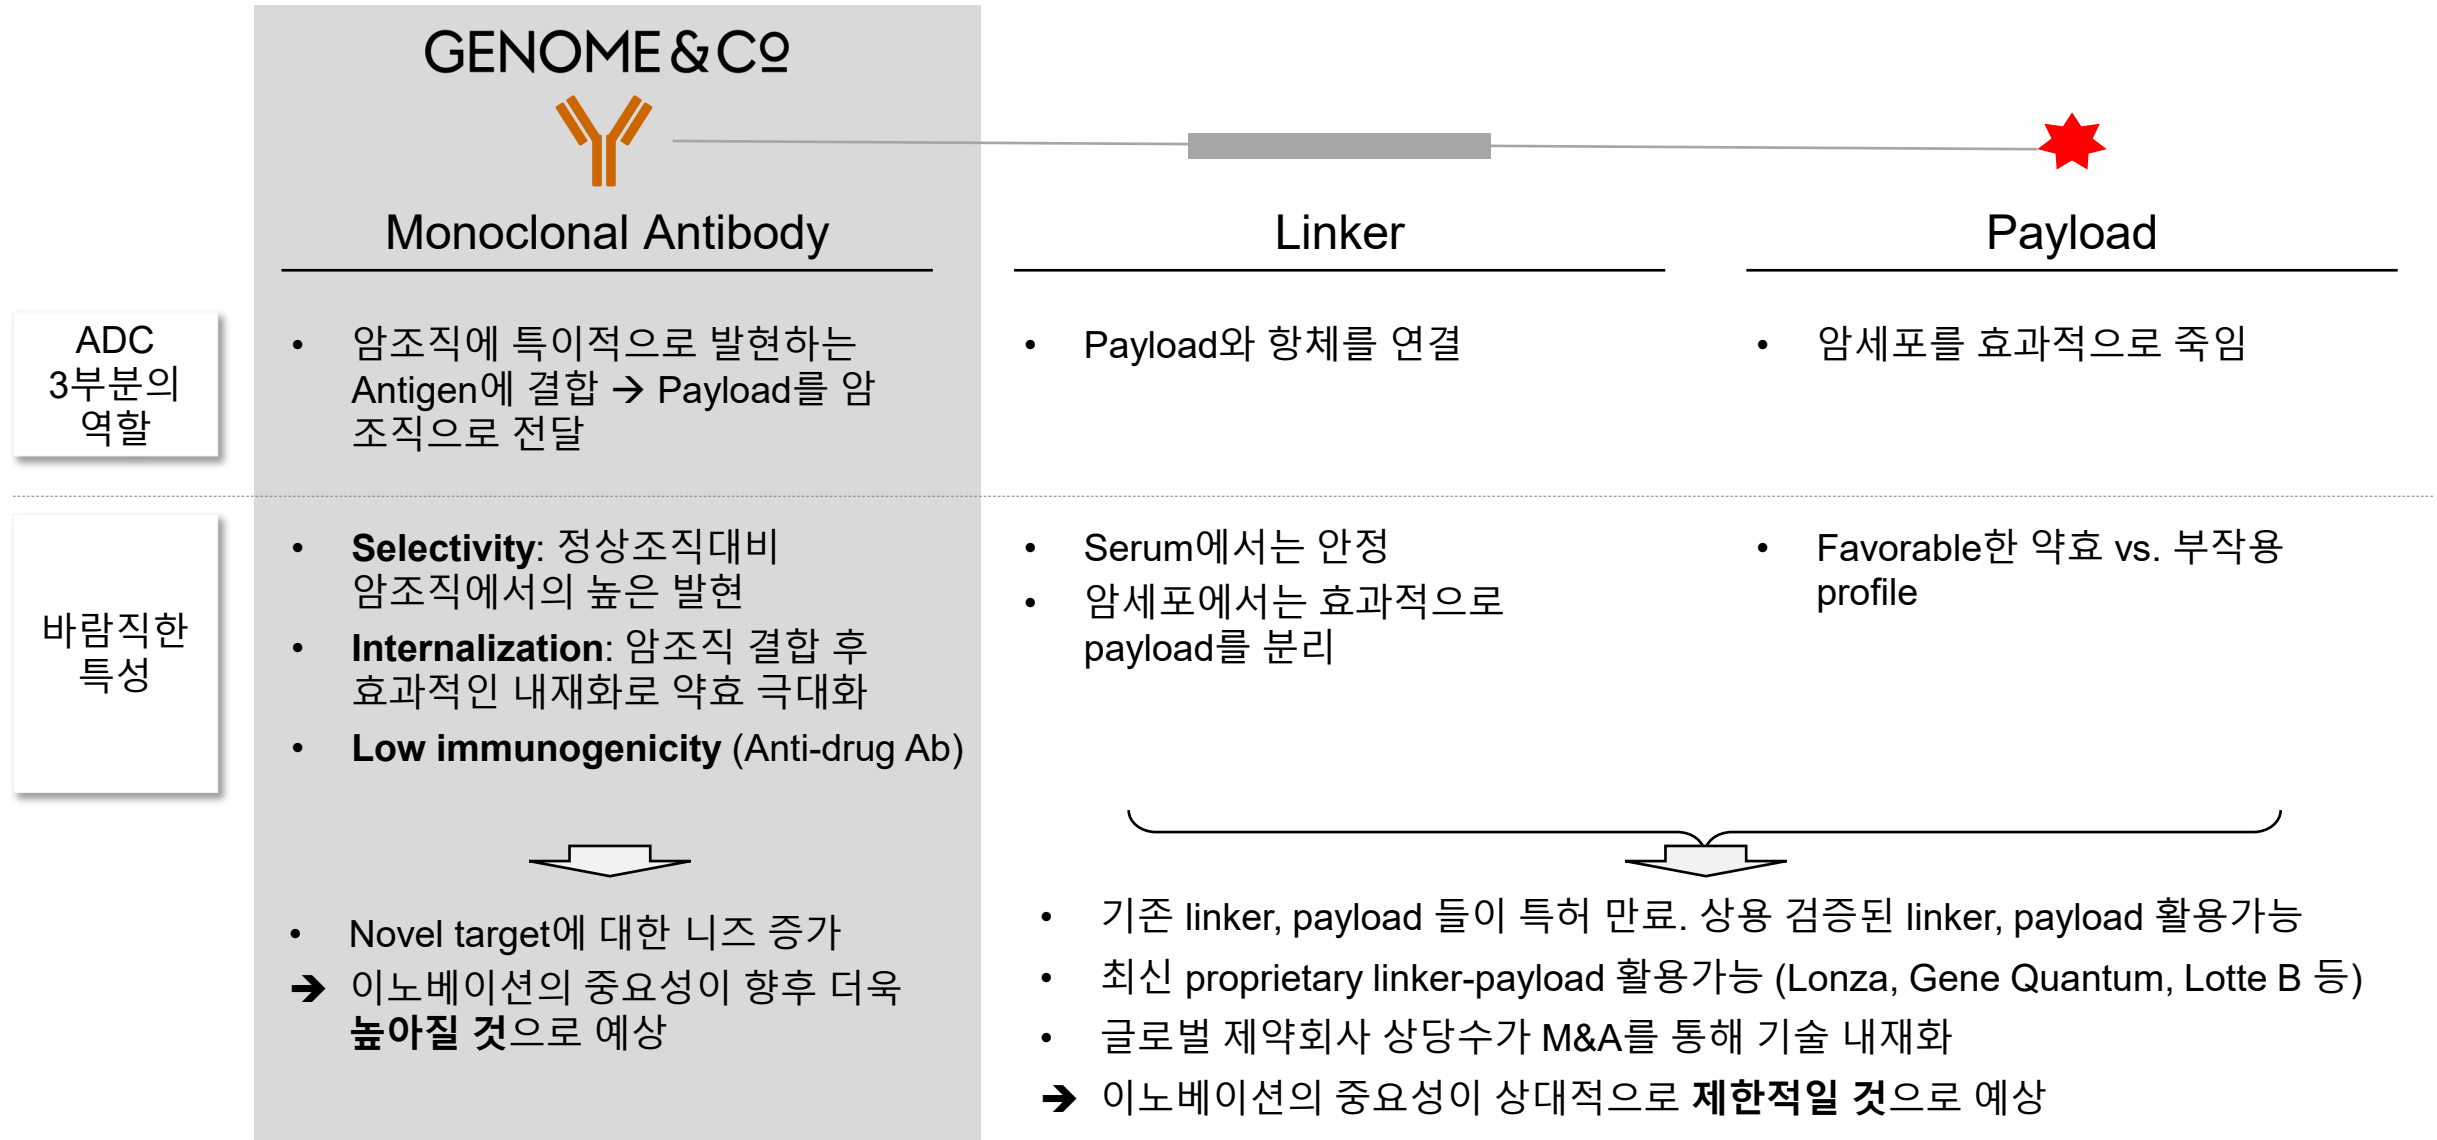 GENOME & Cº
Monoclonal Antibody
Linker
Payload
ADC
3부분의
역할
• 암조직에 특이적으로 발현하는
Antigen에 결합 → Payload를 암
조직으로 전달
• Payload와 항체를 연결
• 암세포를 효과적으로 죽임
바람직한
특성
• Selectivity: 정상조직대비
암조직에서의 높은 발현
• Internalization: 암조직 결합 후
효과적인 내재화로 약효 극대화
• Low immunogenicity (Anti-drug Ab)
• Serum에서는 안정
• 암세포에서는 효과적으로
payload를 분리
• Favorable한 약효 vs. 부작용
profile
• Novel target에 대한 니즈 증가
➔ 이노베이션의 중요성이 향후 더욱
높아질 것으로 예상
• 기존 linker, payload 들이 특허 만료. 상용 검증된 linker, payload 활용가능
• 최신 proprietary linker-payload 활용가능 (Lonza, Gene Quantum, Lotte B 등)
• 글로벌 제약회사 상당수가 M&A를 통해 기술 내재화
➔ 이노베이션의 중요성이 상대적으로 제한적일 것으로 예상